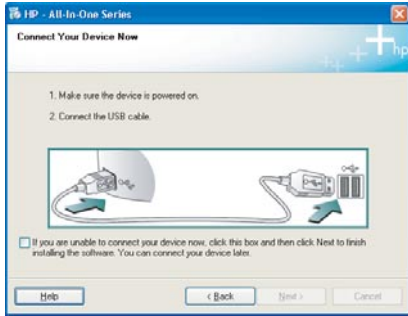 HP - All-In-One Series
Connect Your Device Now
hp
1. Make sure the device is powered on.
2. Connect the USB cable.
If you are unable to connect your device now, click this box and then click Next to finish
installing the software. You can connect your device later.
Help
< Back
Next >
Cancel